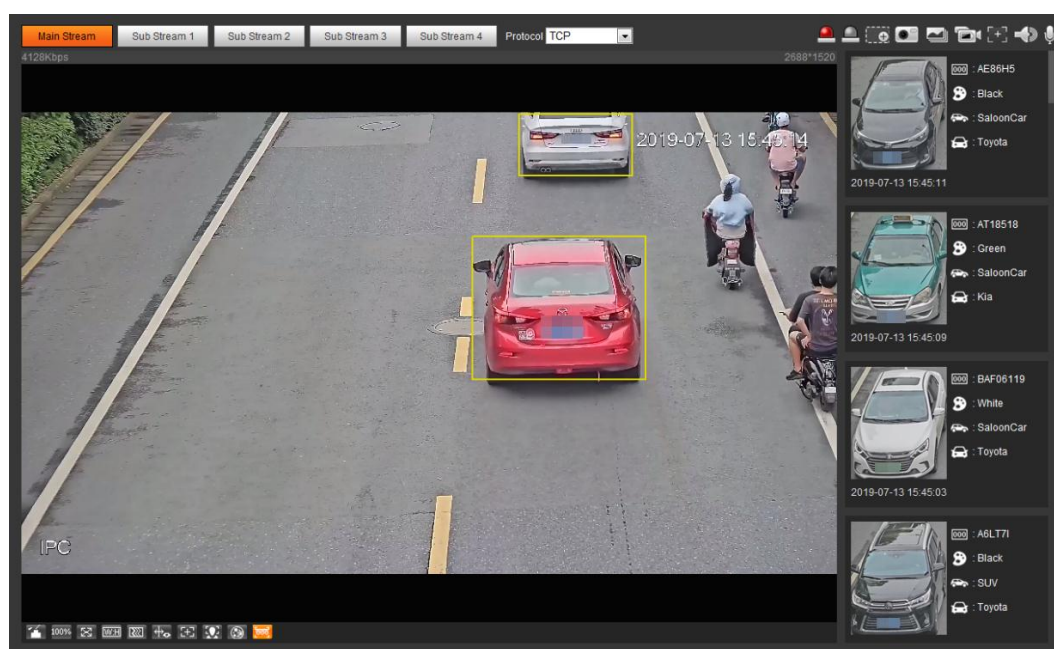 Main Stream Sub Stream 1 Sub Stream 2 Sub Stream 3 Sub Stream 4 Protocol TCP
4128Kbps 2688*1520
2019-07-13 15:45:14
IPC
100% W:H
: AE86H5
: Black
: SaloonCar
: Toyota
2019-07-13 15:45:11
: AT18518
: Green
: SaloonCar
: Kia
2019-07-13 15:45:09
: BAF06119
: White
: SaloonCar
: Toyota
2019-07-13 15:45:03
: A6LT7I
: Black
: SUV
: Toyota